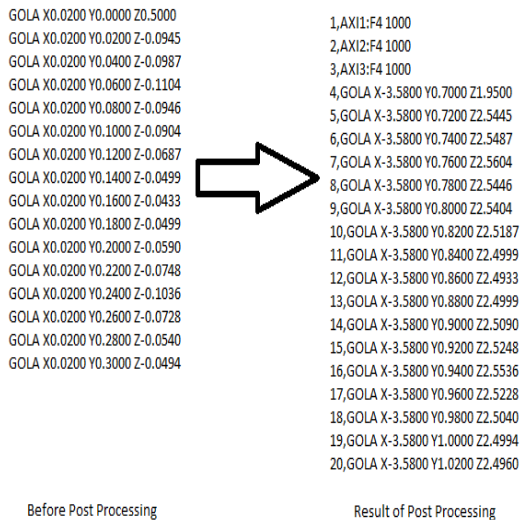 GOLA X0.0200 Y0.0000 Z0.5000
GOLA X0.0200 Y0.0200 Z-0.0945
GOLA X0.0200 Y0.0400 Z-0.0987
GOLA X0.0200 Y0.0600 Z-0.1104
GOLA X0.0200 Y0.0800 Z-0.0946
GOLA X0.0200 Y0.1000 Z-0.0904
GOLA X0.0200 Y0.1200 Z-0.0687
GOLA X0.0200 Y0.1400 Z-0.0499
GOLA X0.0200 Y0.1600 Z-0.0433
GOLA X0.0200 Y0.1800 Z-0.0499
GOLA X0.0200 Y0.2000 Z-0.0590
GOLA X0.0200 Y0.2200 Z-0.0748
GOLA X0.0200 Y0.2400 Z-0.1036
GOLA X0.0200 Y0.2600 Z-0.0728
GOLA X0.0200 Y0.2800 Z-0.0540
GOLA X0.0200 Y0.3000 Z-0.0494
Before Post Processing
1,AXI1:F4 1000
2,AXI2:F4 1000
3,AXI3:F4 1000
4,GOLA X-3.5800 Y0.7000 Z1.9500
5,GOLA X-3.5800 Y0.7200 Z2.5445
6,GOLA X-3.5800 Y0.7400 Z2.5487
7,GOLA X-3.5800 Y0.7600 Z2.5604
8,GOLA X-3.5800 Y0.7800 Z2.5446
9,GOLA X-3.5800 Y0.8000 Z2.5404
10,GOLA X-3.5800 Y0.8200 Z2.5187
11,GOLA X-3.5800 Y0.8400 Z2.4999
12,GOLA X-3.5800 Y0.8600 Z2.4933
13,GOLA X-3.5800 Y0.8800 Z2.4999
14,GOLA X-3.5800 Y0.9000 Z2.5090
15,GOLA X-3.5800 Y0.9200 Z2.5248
16,GOLA X-3.5800 Y0.9400 Z2.5536
17,GOLA X-3.5800 Y0.9600 Z2.5228
18,GOLA X-3.5800 Y0.9800 Z2.5040
19,GOLA X-3.5800 Y1.0000 Z2.4994
20,GOLA X-3.5800 Y1.0200 Z2.4960
Result of Post Processing